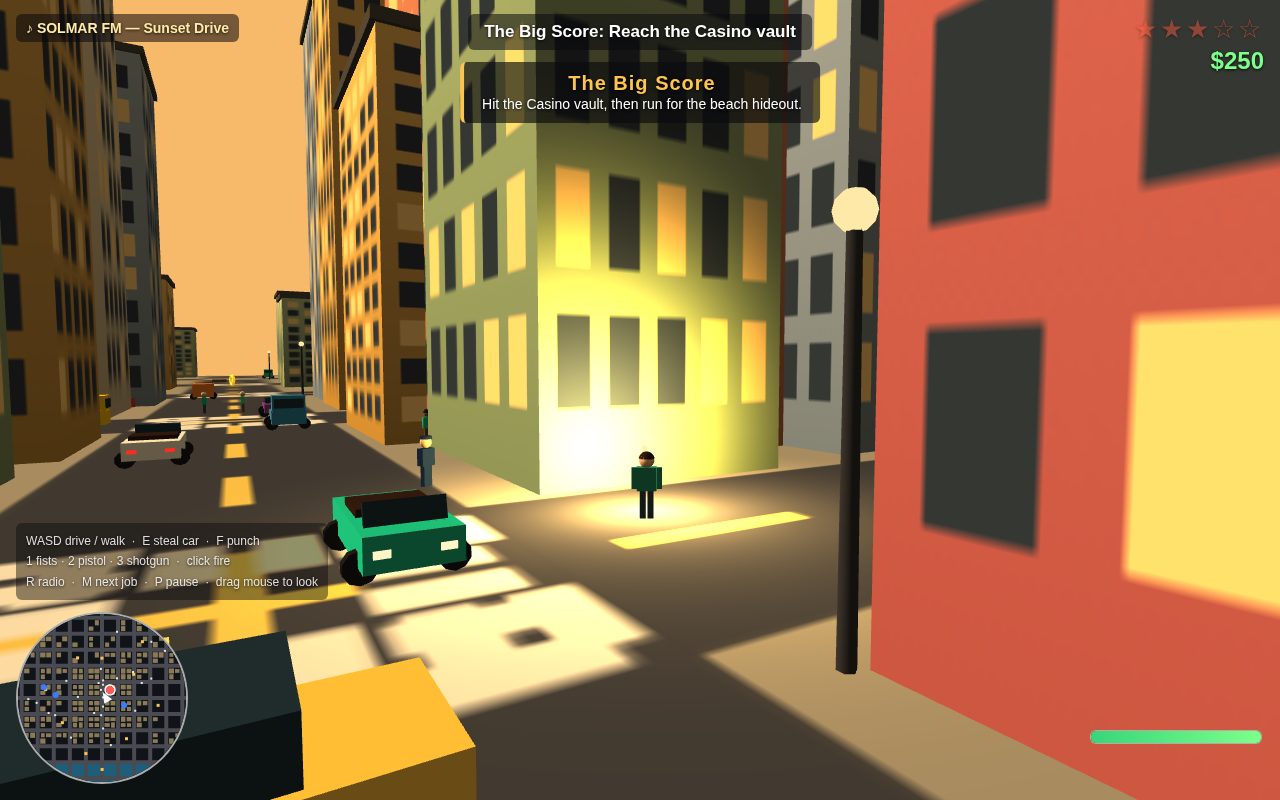 ♪ SOLMAR FM — Sunset Drive
The Big Score: Reach the Casino vault
★★★☆☆
$250
The Big Score
Hit the Casino vault, then run for the beach hideout.
WASD drive / walk · E steal car · F punch
1 fists · 2 pistol · 3 shotgun · click fire
R radio · M next job · P pause · drag mouse to look